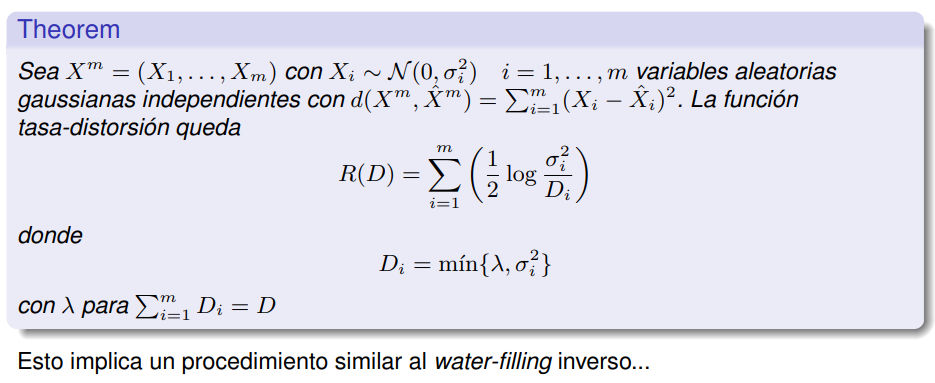 Theorem
Sea X^m = (X_1, . . . , X_m) con X_i ∼ N(0, σ_i^2) i = 1, . . . , m variables aleatorias
gaussianas independientes con d(X^m, X̂^m) = ∑_{i=1}^m (X_i − X̂_i)^2. La función
tasa-distorsión queda
R(D) = ∑_{i=1}^m (1/2 log σ_i^2/D_i)
donde
D_i = mín{λ, σ_i^2}
con λ para ∑_{i=1}^m D_i = D
Esto implica un procedimiento similar al water-filling inverso...